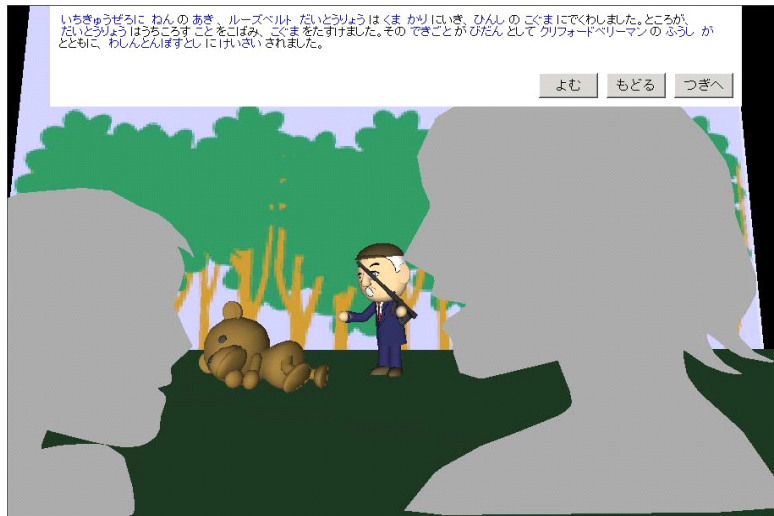 いちきゅうぜろに ねん の あき 、 ルーズベルト だいとうりょう は くま かり にいき、 ひんし の こぐま にでくわしました。ところが、
だいとうりょう はうちころす こと をこばみ、 こぐま をたすけました。その できごと が びだん として クリフォードベリーマン の ふうし が
とともに、 わしんとんぽすとし に けいさい されました。
よむ もどる つぎへ